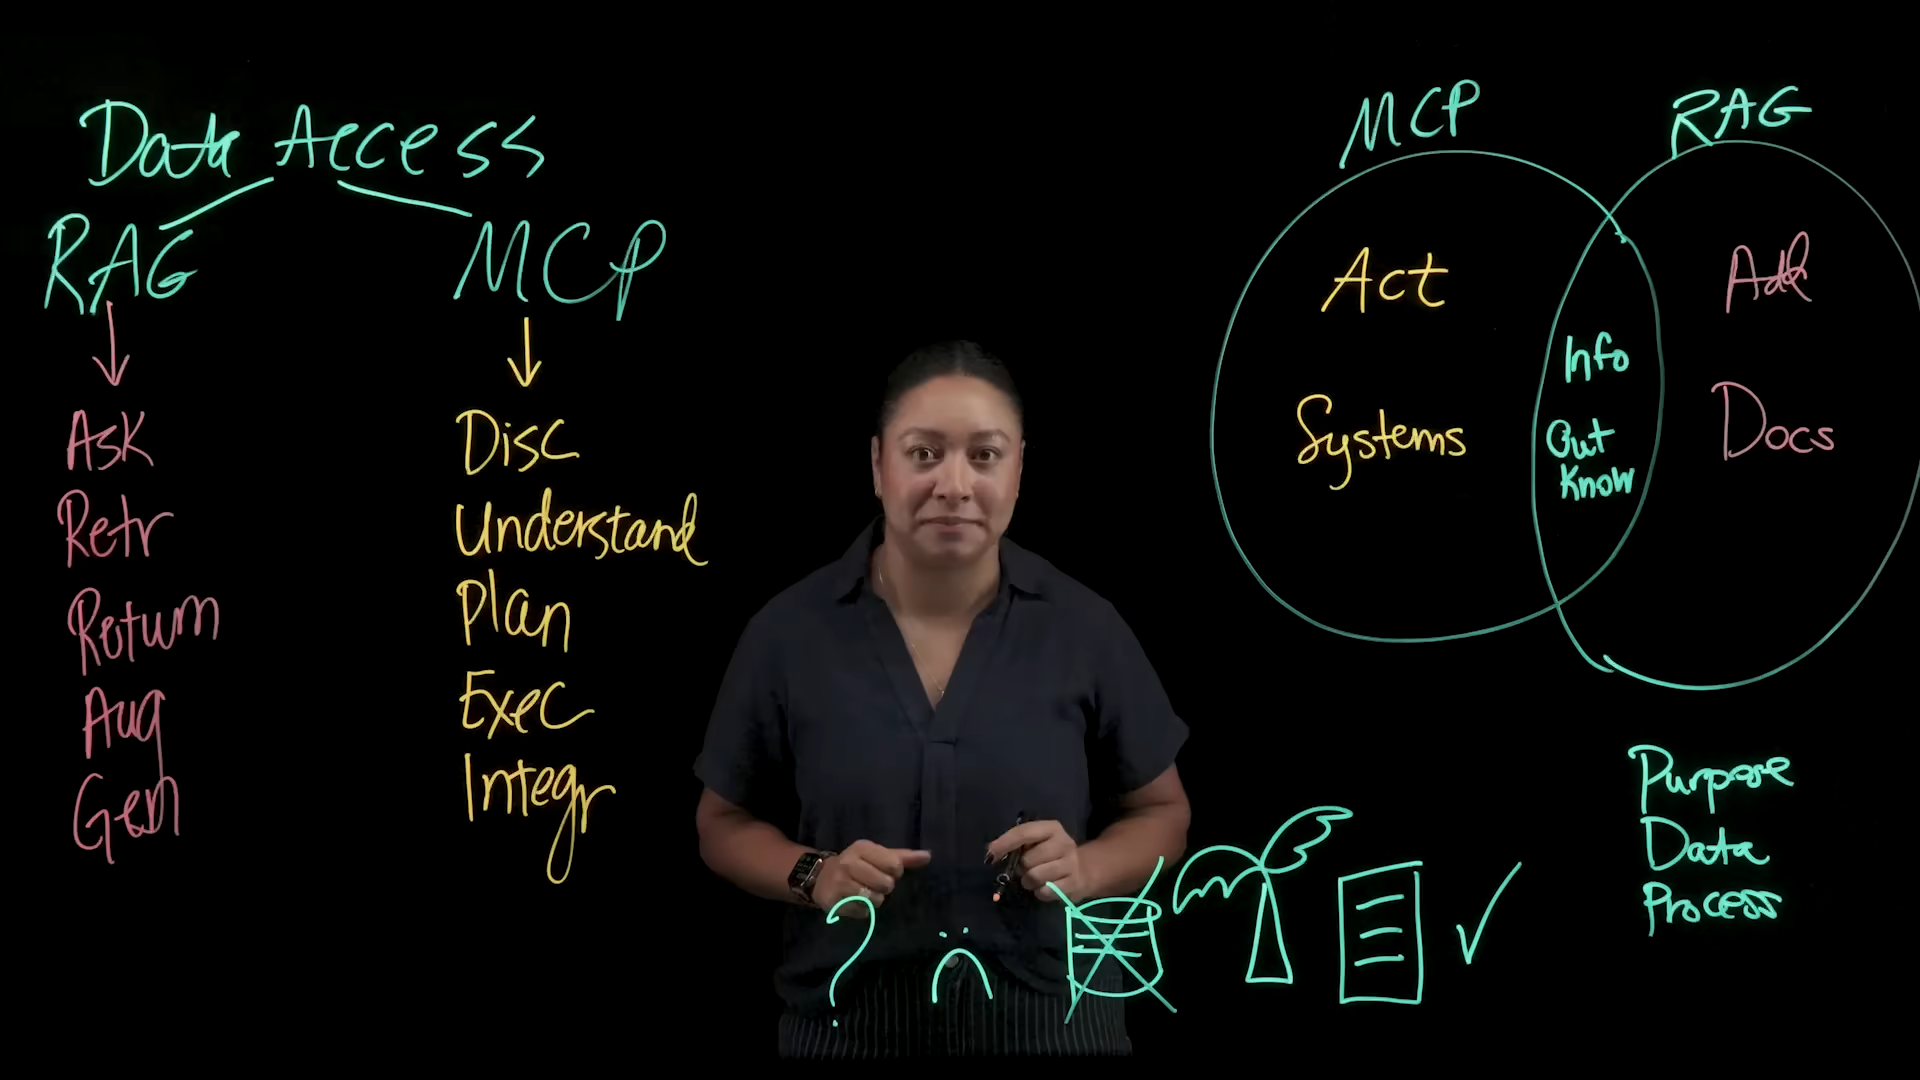 Data Access
RAG
MCP
Ask
Retr
Return
Aug
Gen
Disc
Understand
Plan
Exec
Integr
MCP
RAG
Act
Systems
Info
Out
Know
Add
Docs
?
Purpose
Data
Process